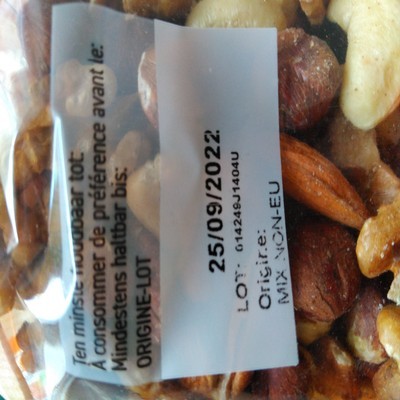 Ten minste houdbaar tot:
À consommer de préférence avant le:
Mindestens haltbar bis:
ORIGINE-LOT
25/09/2022
LOT: 614249J1404U
Origine:
MIX NON-EU